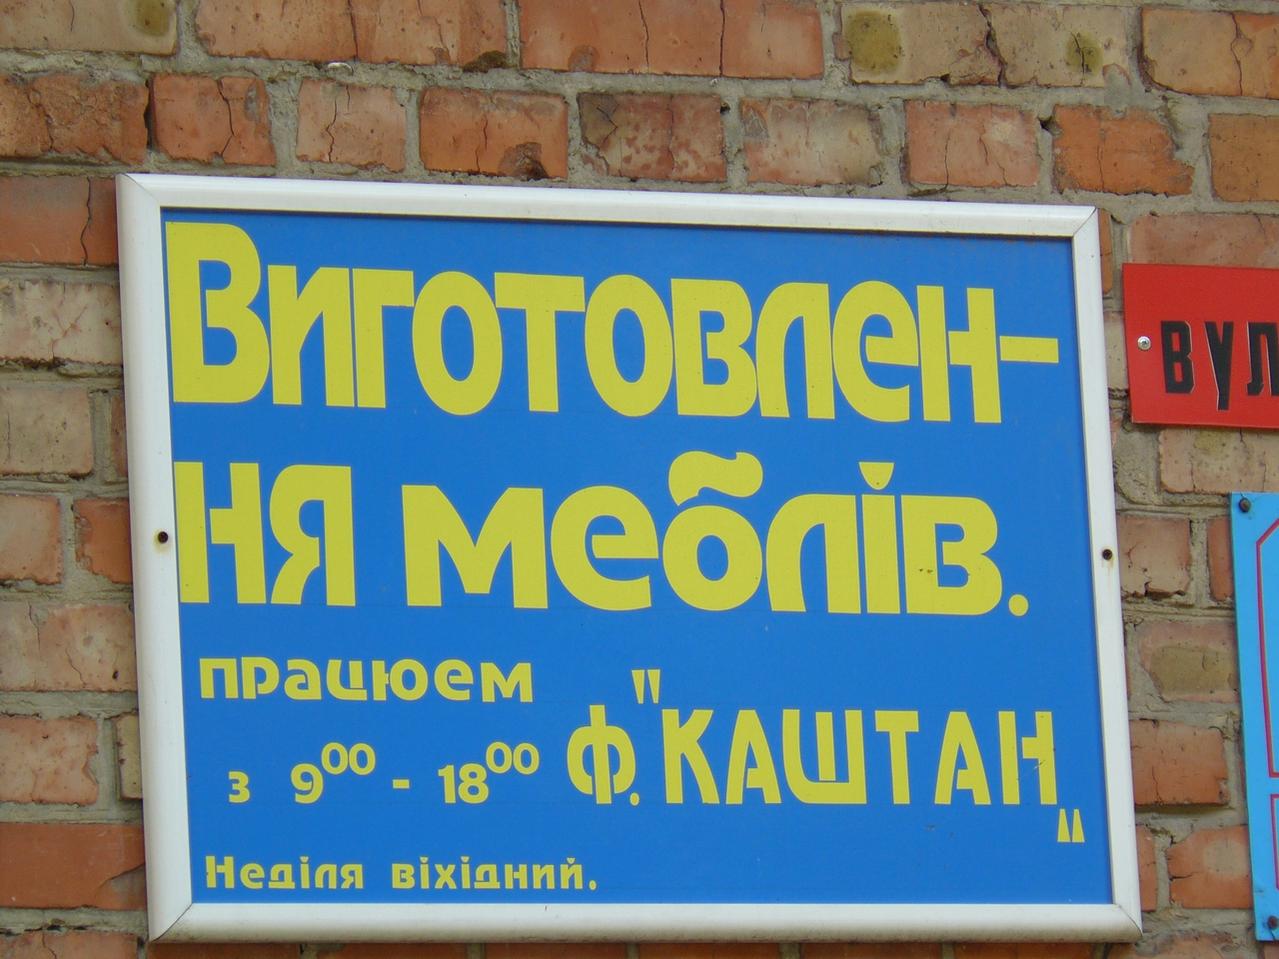 Виготовлен-
ня меблів.
працюем
з 9⁰⁰ - 18⁰⁰ ф. "КАШТАН"
Неділя віхідний.
вул